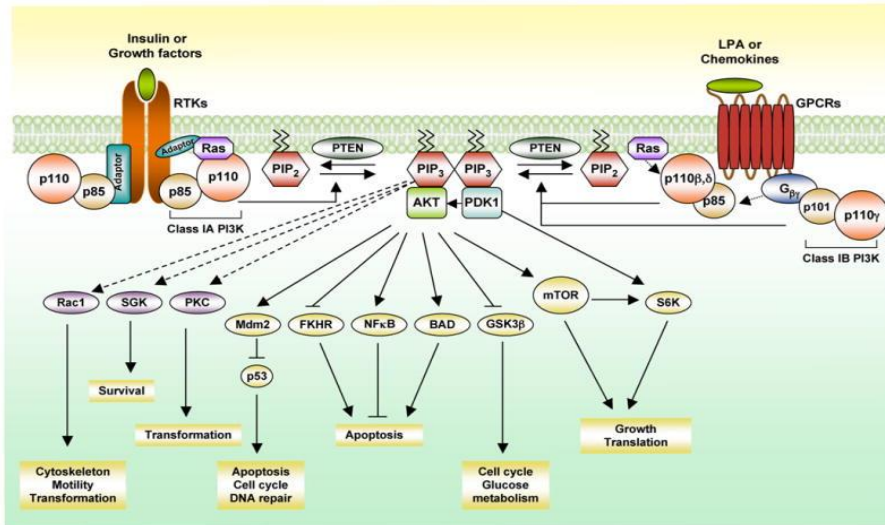 Insulin or
Growth factors
LPA or
Chemokines
RTKs
GPCRs
Adaptor
Ras
p110
p85
Adaptor
p85
p110
Class IA PI3K
PIP2
PTEN
PIP3
PIP3
AKT
PDK1
PTEN
PIP2
Ras
p110β,δ
p85
Gβγ
p101
p110γ
Class IB PI3K
Rac1
SGK
PKC
Mdm2
FKHR
NFκB
BAD
GSK3β
mTOR
S6K
p53
Survival
Transformation
Apoptosis
Growth
Translation
Cytoskeleton
Motility
Transformation
Apoptosis
Cell cycle
DNA repair
Cell cycle
Glucose
metabolism